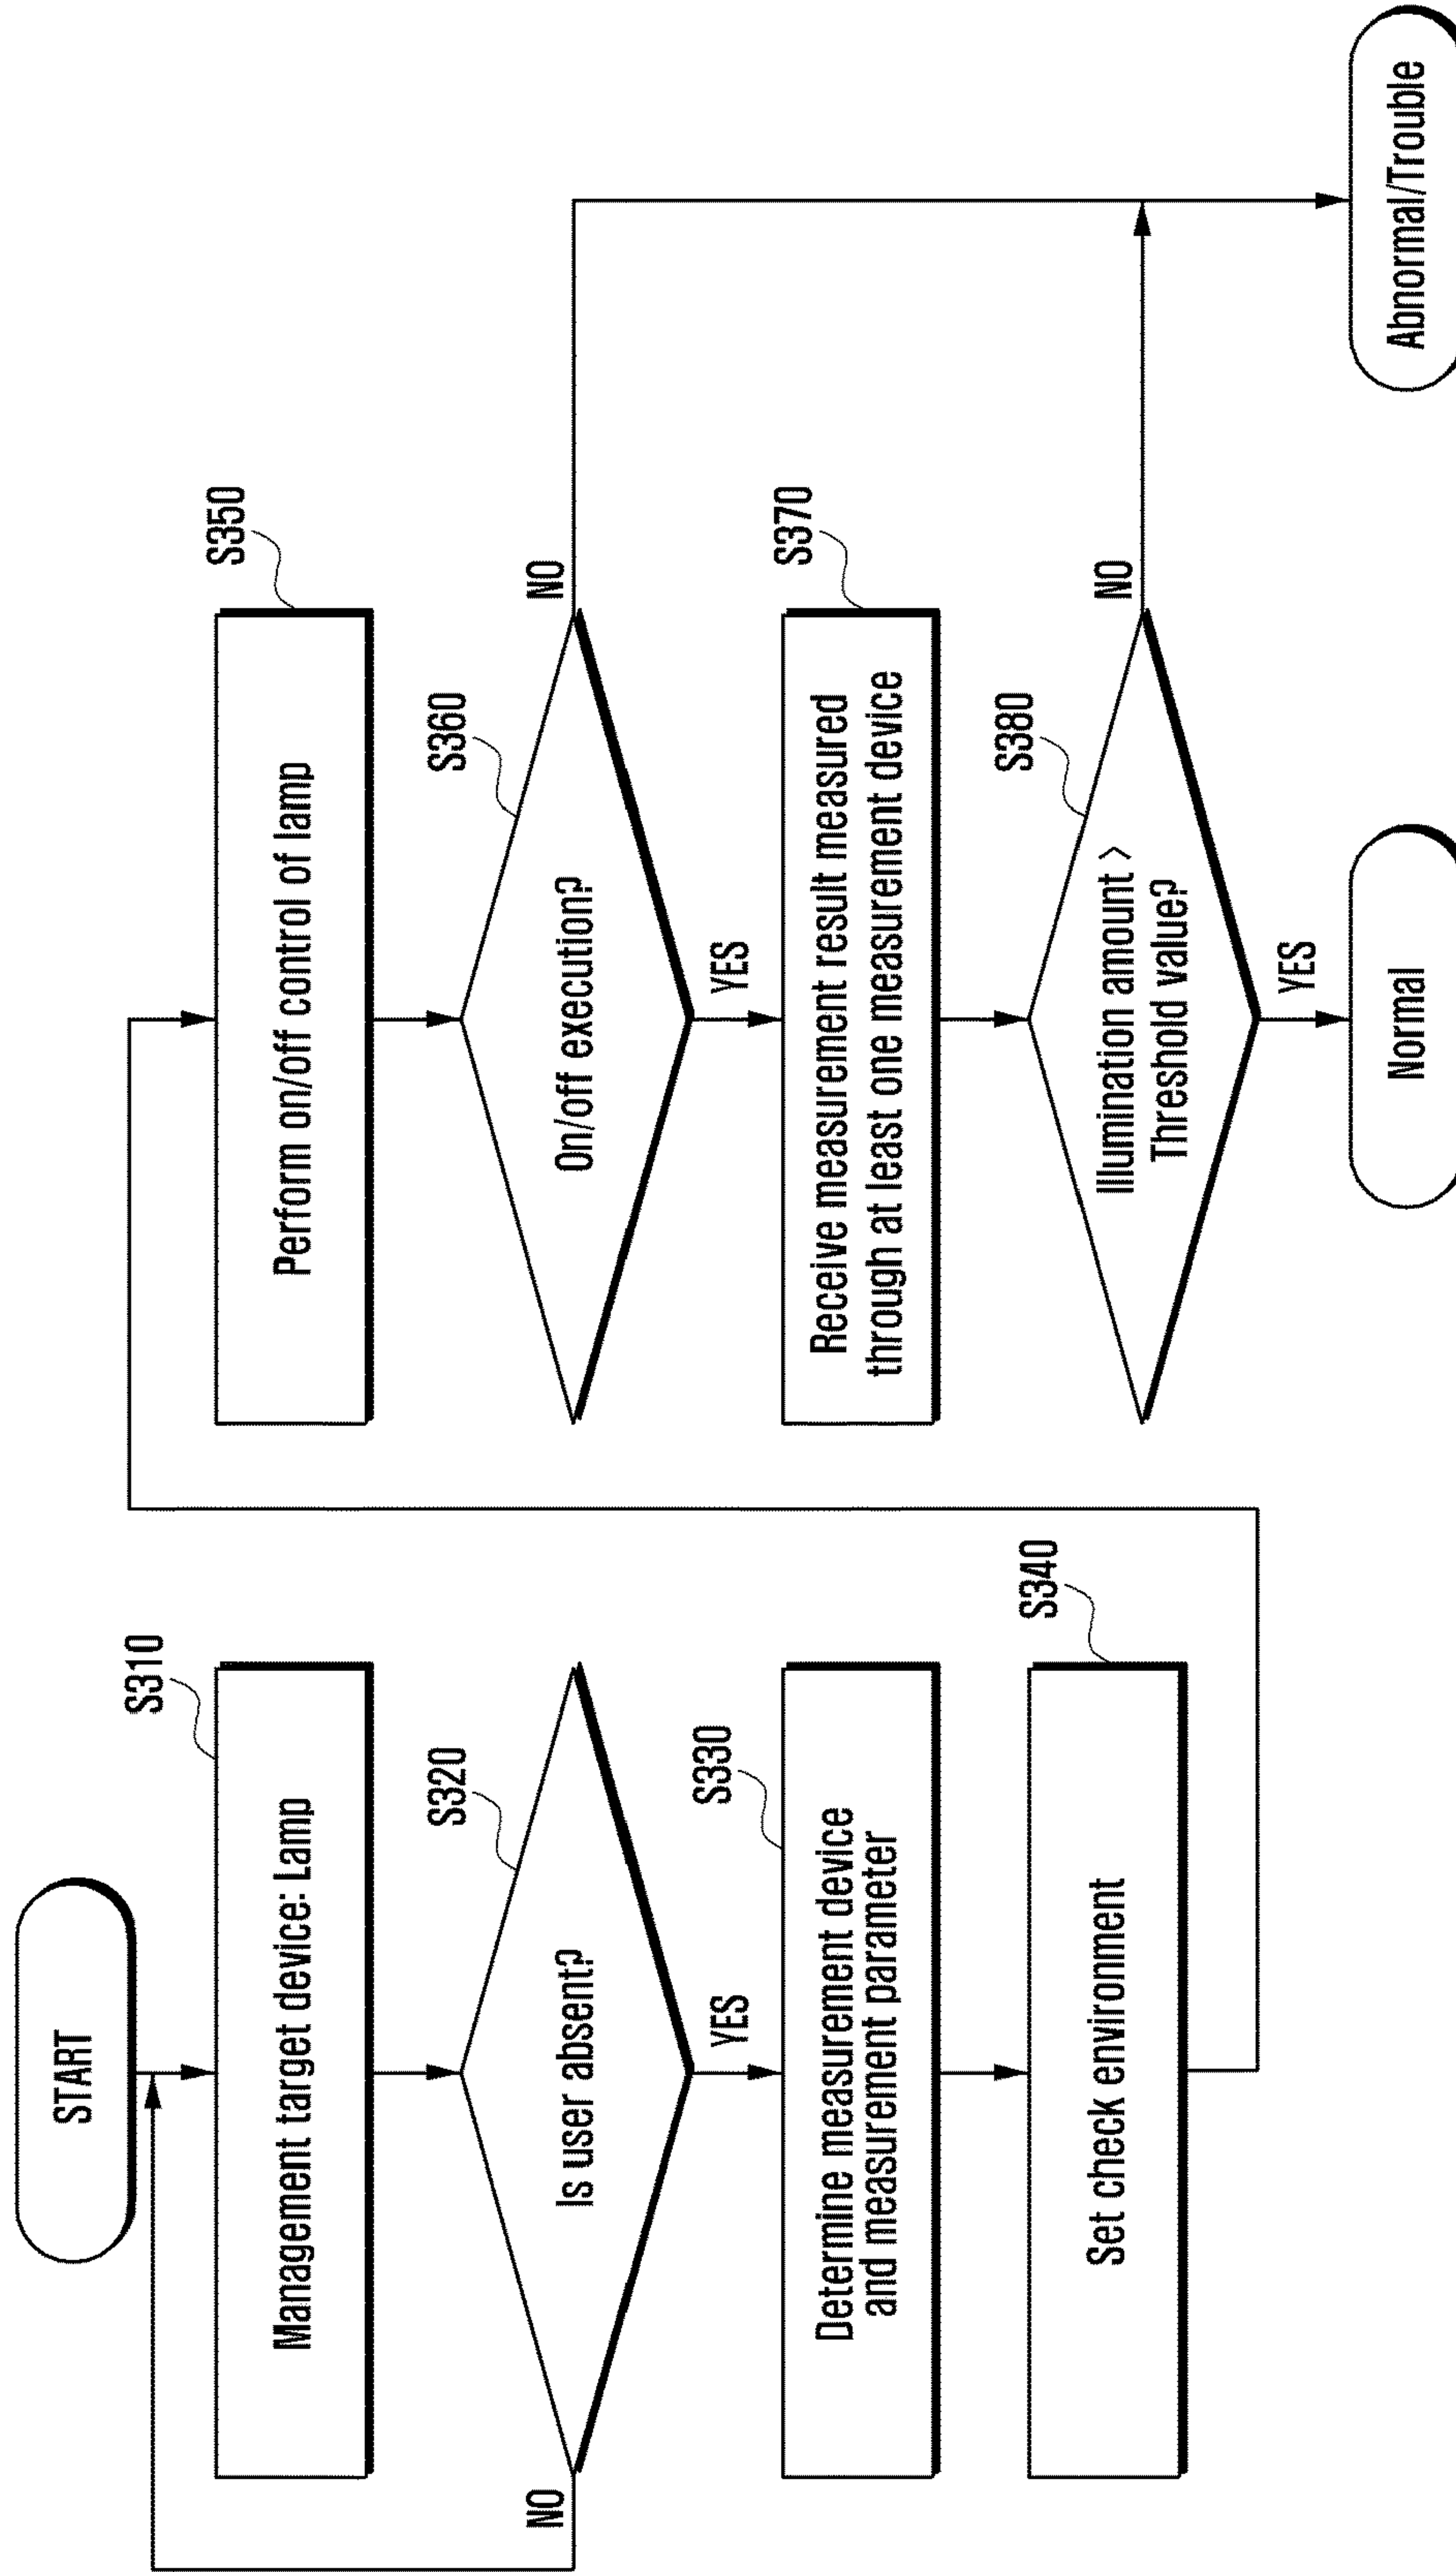 START
S310
Management target device: Lamp
S320
Is user absent?
NO
YES
S330
Determine measurement device
and measurement parameter
S340
Set check environment
S350
Perform on/off control of lamp
S360
On/off execution?
NO
YES
S370
Receive measurement result measured
through at least one measurement device
S380
Illumination amount >
Threshold value?
NO
YES
Normal
Abnormal/Trouble